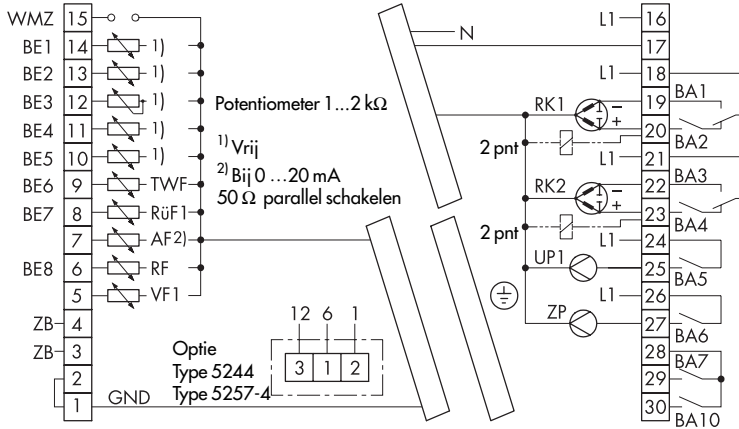 WMZ 15
BE1 14 1)
BE2 13 1)
BE3 12 1)
BE4 11 1)
BE5 10 1)
BE6 9 TWF
BE7 8 RüF1
7 AF2)
BE8 6 RF
5 VF1
ZB 4
ZB 3
2
1 GND
Potentiometer 1...2 kΩ
1) Vrij
2) Bij 0 ...20 mA
50 Ω parallel schakelen
12 6 1
3 1 2
Optie
Type 5244
Type 5257-4
N
L1 16
17
L1 18
RK1 − 19 BA1
+ 20
2 pnt BA2
L1 21
RK2 − 22 BA3
+ 23
2 pnt BA4
L1 24
UP1 25
BA5
L1 26
ZP 27
BA6
28
BA7
29
30
BA10